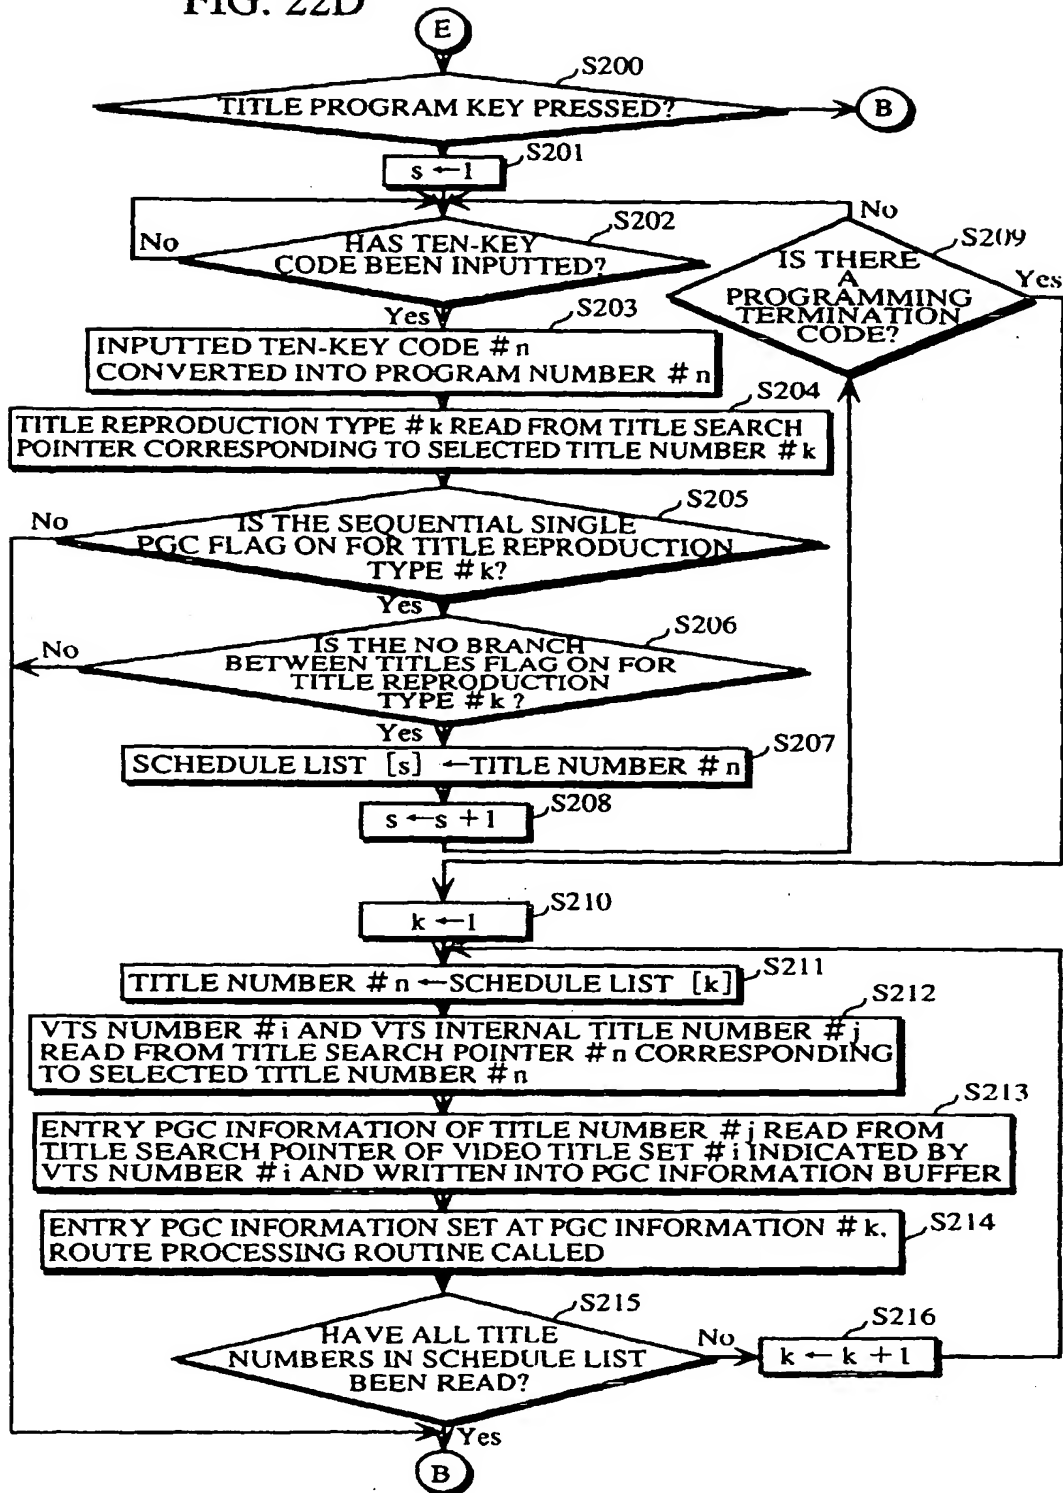 FIG. 22D
E
S200
TITLE PROGRAM KEY PRESSED?
B
S201
s ← 1
S202
No
HAS TEN-KEY
CODE BEEN INPUTTED?
No
S209
IS THERE
A
PROGRAMMING
TERMINATION
CODE?
Yes
Yes
S203
INPUTTED TEN-KEY CODE #n
CONVERTED INTO PROGRAM NUMBER #n
S204
TITLE REPRODUCTION TYPE #k READ FROM TITLE SEARCH
POINTER CORRESPONDING TO SELECTED TITLE NUMBER #k
S205
No
IS THE SEQUENTIAL SINGLE
PGC FLAG ON FOR TITLE REPRODUCTION
TYPE #k?
Yes
S206
No
IS THE NO BRANCH
BETWEEN TITLES FLAG ON FOR
TITLE REPRODUCTION
TYPE #k?
Yes
S207
SCHEDULE LIST [s] ← TITLE NUMBER #n
S208
s ← s + 1
S210
k ← 1
S211
TITLE NUMBER #n ← SCHEDULE LIST [k]
S212
VTS NUMBER #i AND VTS INTERNAL TITLE NUMBER #j
READ FROM TITLE SEARCH POINTER #n CORRESPONDING
TO SELECTED TITLE NUMBER #n
S213
ENTRY PGC INFORMATION OF TITLE NUMBER #j READ FROM
TITLE SEARCH POINTER OF VIDEO TITLE SET #i INDICATED BY
VTS NUMBER #i AND WRITTEN INTO PGC INFORMATION BUFFER
S214
ENTRY PGC INFORMATION SET AT PGC INFORMATION #k.
ROUTE PROCESSING ROUTINE CALLED
S215
HAVE ALL TITLE
NUMBERS IN SCHEDULE LIST
BEEN READ?
No
S216
k ← k + 1
Yes
B